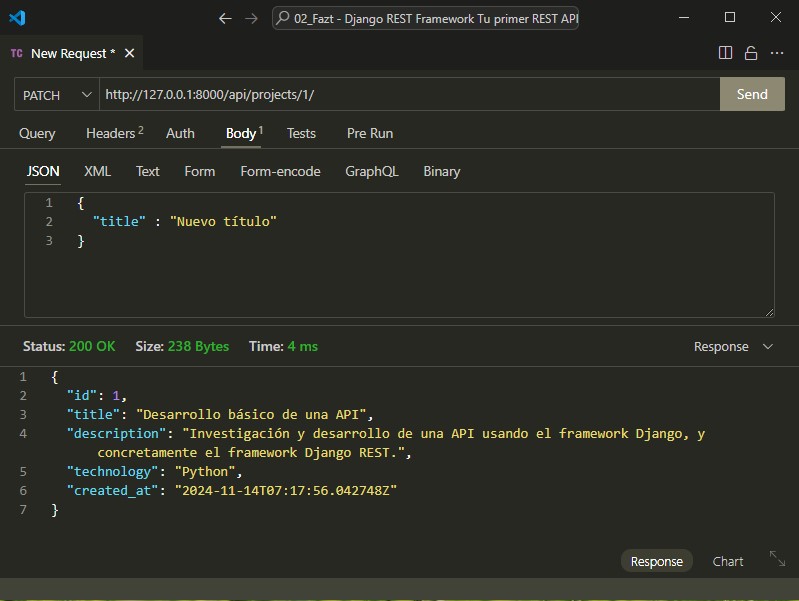 02_Fazt - Django REST Framework Tu primer REST API
TC New Request *
PATCH http://127.0.0.1:8000/api/projects/1/ Send
Query Headers 2 Auth Body 1 Tests Pre Run
JSON XML Text Form Form-encode GraphQL Binary
1 {
2 "title" : "Nuevo título"
3 }
Status: 200 OK Size: 238 Bytes Time: 4 ms Response
1 {
2 "id": 1,
3 "title": "Desarrollo básico de una API",
4 "description": "Investigación y desarrollo de una API usando el framework Django, y
concretamente el framework Django REST.",
5 "technology": "Python",
6 "created_at": "2024-11-14T07:17:56.042748Z"
7 }
Response Chart